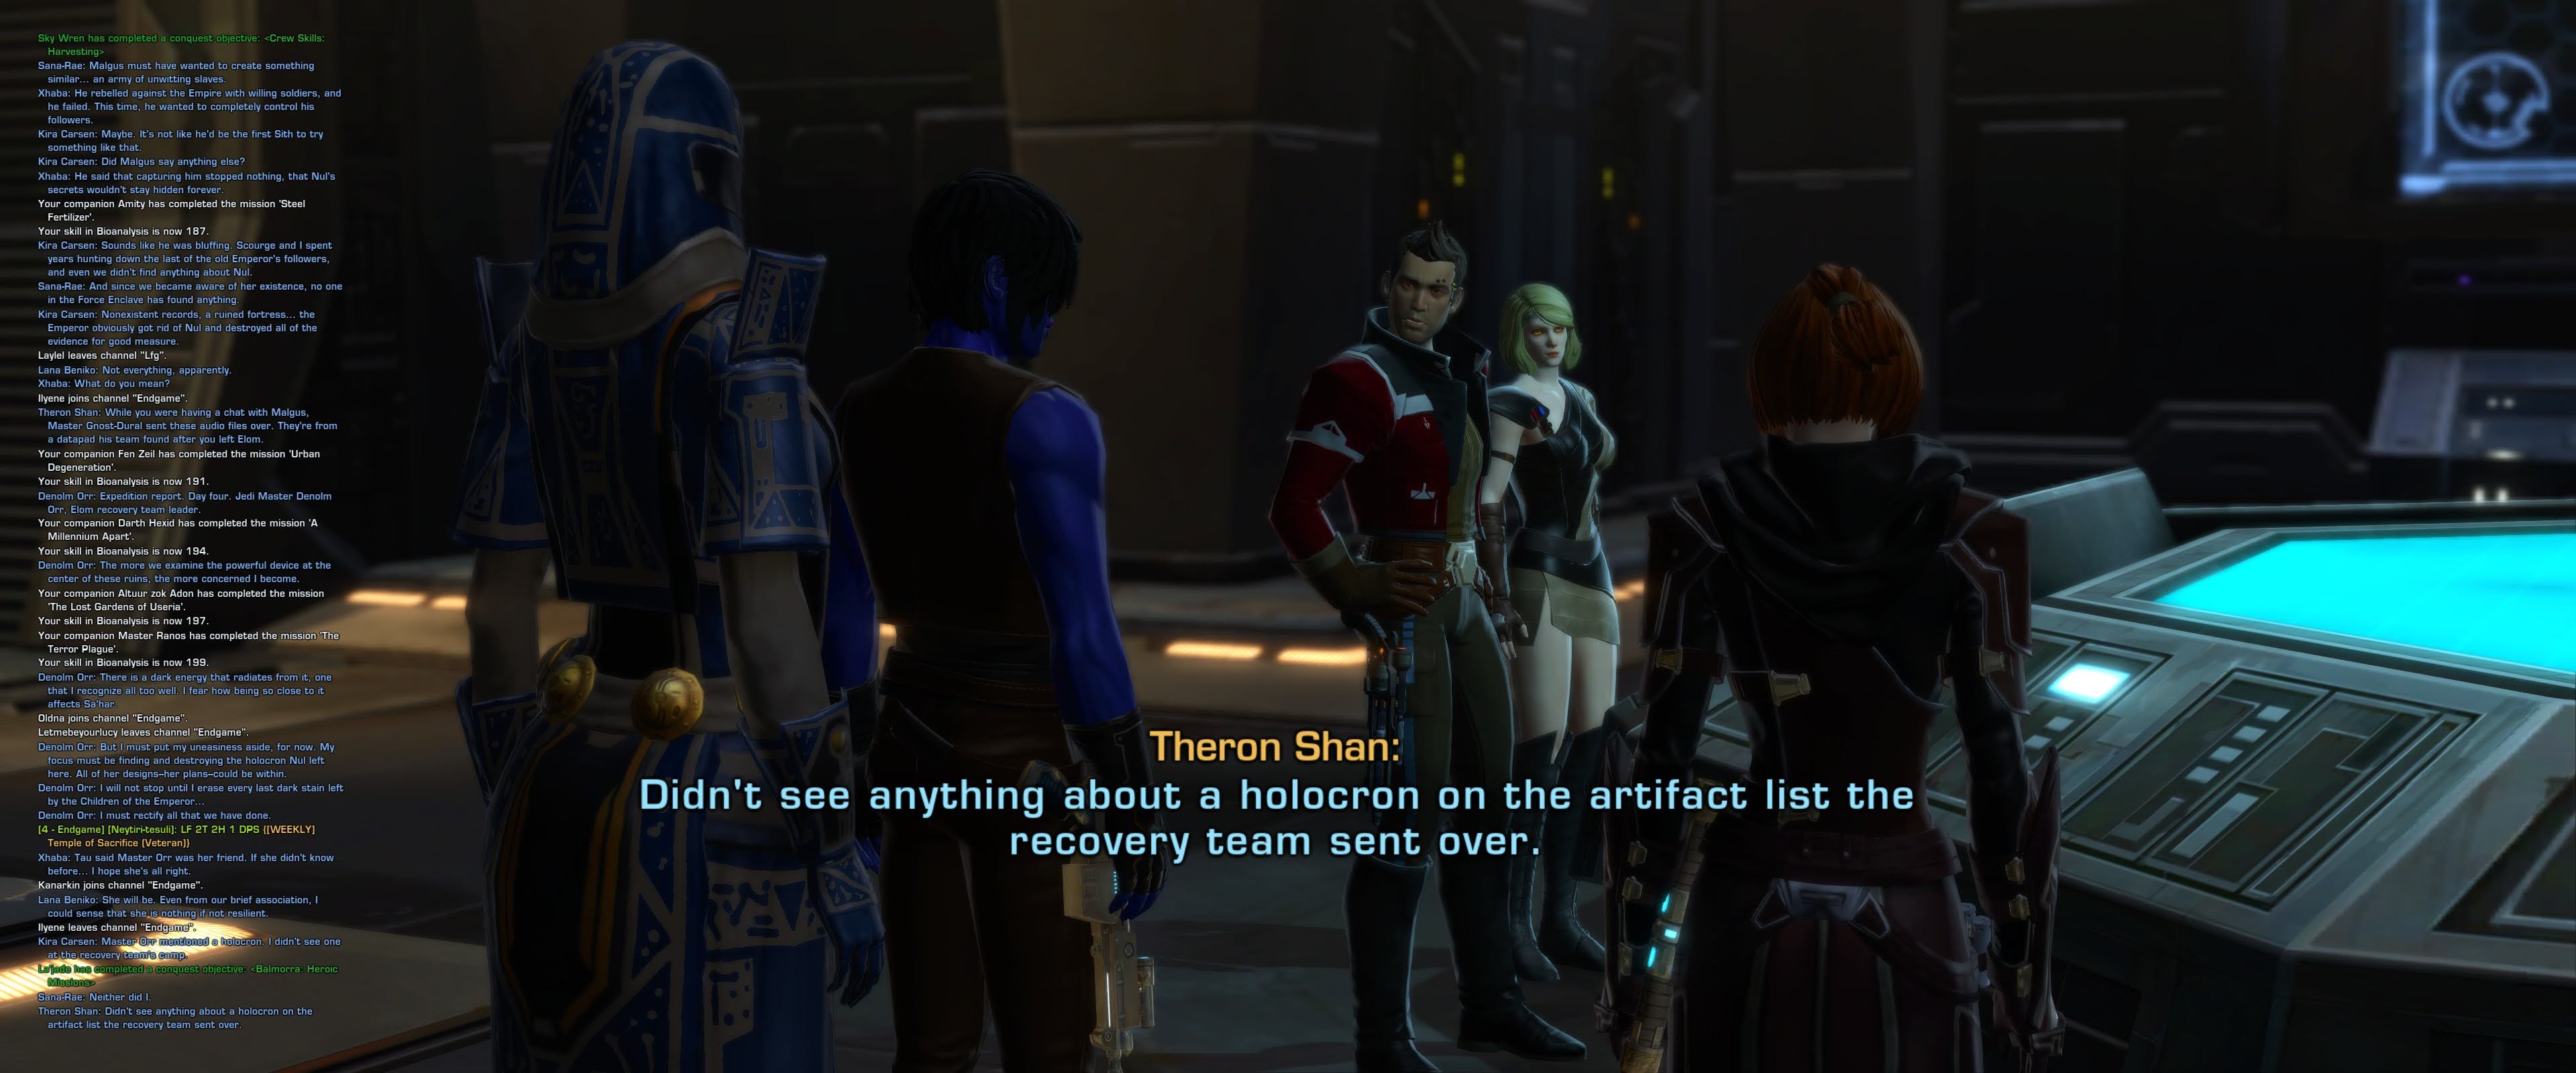 Sky Wren has completed a conquest objective: <Crew Skills:
Harvesting>
Sana-Rae: Malgus must have wanted to create something
similar... an army of unwitting slaves.
Xhaba: He rebelled against the Empire with willing soldiers, and
he failed. This time, he wanted to completely control his
followers.
Kira Carsen: Maybe. It's not like he'd be the first Sith to try
something like that.
Kira Carsen: Did Malgus say anything else?
Xhaba: He said that capturing him stopped nothing, that Nul's
secrets wouldn't stay hidden forever.
Your companion Amity has completed the mission 'Steel
Fertilizer'.
Your skill in Bioanalysis is now 187.
Kira Carsen: Sounds like he was bluffing. Scourge and I spent
years hunting down the last of the old Emperor's followers,
and even we didn't find anything about Nul.
Sana-Rae: And since we became aware of her existence, no one
in the Force Enclave has found anything.
Kira Carsen: Nonexistent records, a ruined fortress... the
Emperor obviously got rid of Nul and destroyed all of the
evidence for good measure.
Laylel leaves channel "Lfg".
Lana Beniko: Not everything, apparently.
Xhaba: What do you mean?
Ilyene joins channel "Endgame".
Theron Shan: While you were having a chat with Malgus,
Master Gnost-Dural sent these audio files over. They're from
a datapad his team found after you left Elom.
Your companion Fen Zeil has completed the mission 'Urban
Degeneration'.
Your skill in Bioanalysis is now 191.
Denolm Orr: Expedition report. Day four. Jedi Master Denolm
Orr, Elom recovery team leader.
Your companion Darth Hexid has completed the mission 'A
Millennium Apart'.
Your skill in Bioanalysis is now 194.
Denolm Orr: The more we examine the powerful device at the
center of these ruins, the more concerned I become.
Your companion Altuur zok Adon has completed the mission
'The Lost Gardens of Useria'.
Your skill in Bioanalysis is now 197.
Your companion Master Ranos has completed the mission 'The
Terror Plague'.
Your skill in Bioanalysis is now 199.
Denolm Orr: There is a dark energy that radiates from it, one
that I recognize all too well. I fear how being so close to it
affects Sa'har.
Oldna joins channel "Endgame".
Letmebeyourlucy leaves channel "Endgame".
Denolm Orr: But I must put my uneasiness aside, for now. My
focus must be finding and destroying the holocron Nul left
here. All of her designs—her plans—could be within.
Denolm Orr: I will not stop until I erase every last dark stain left
by the Children of the Emperor...
Denolm Orr: I must rectify all that we have done.
[4 - Endgame] [Neytiri-tesuli]: LF 2T 2H 1 DPS {[WEEKLY]
Temple of Sacrifice (Veteran)}
Xhaba: Tau said Master Orr was her friend. If she didn't know
before... I hope she's all right.
Kanarkin joins channel "Endgame".
Lana Beniko: She will be. Even from our brief association, I
could sense that she is nothing if not resilient.
Ilyene leaves channel "Endgame".
Kira Carsen: Master Orr mentioned a holocron. I didn't see one
at the recovery team's camp.
La'jade has completed a conquest objective: <Balmorra: Heroic
Missions>
Sana-Rae: Neither did I.
Theron Shan: Didn't see anything about a holocron on the
artifact list the recovery team sent over.
Theron Shan:
Didn't see anything about a holocron on the artifact list the
recovery team sent over.